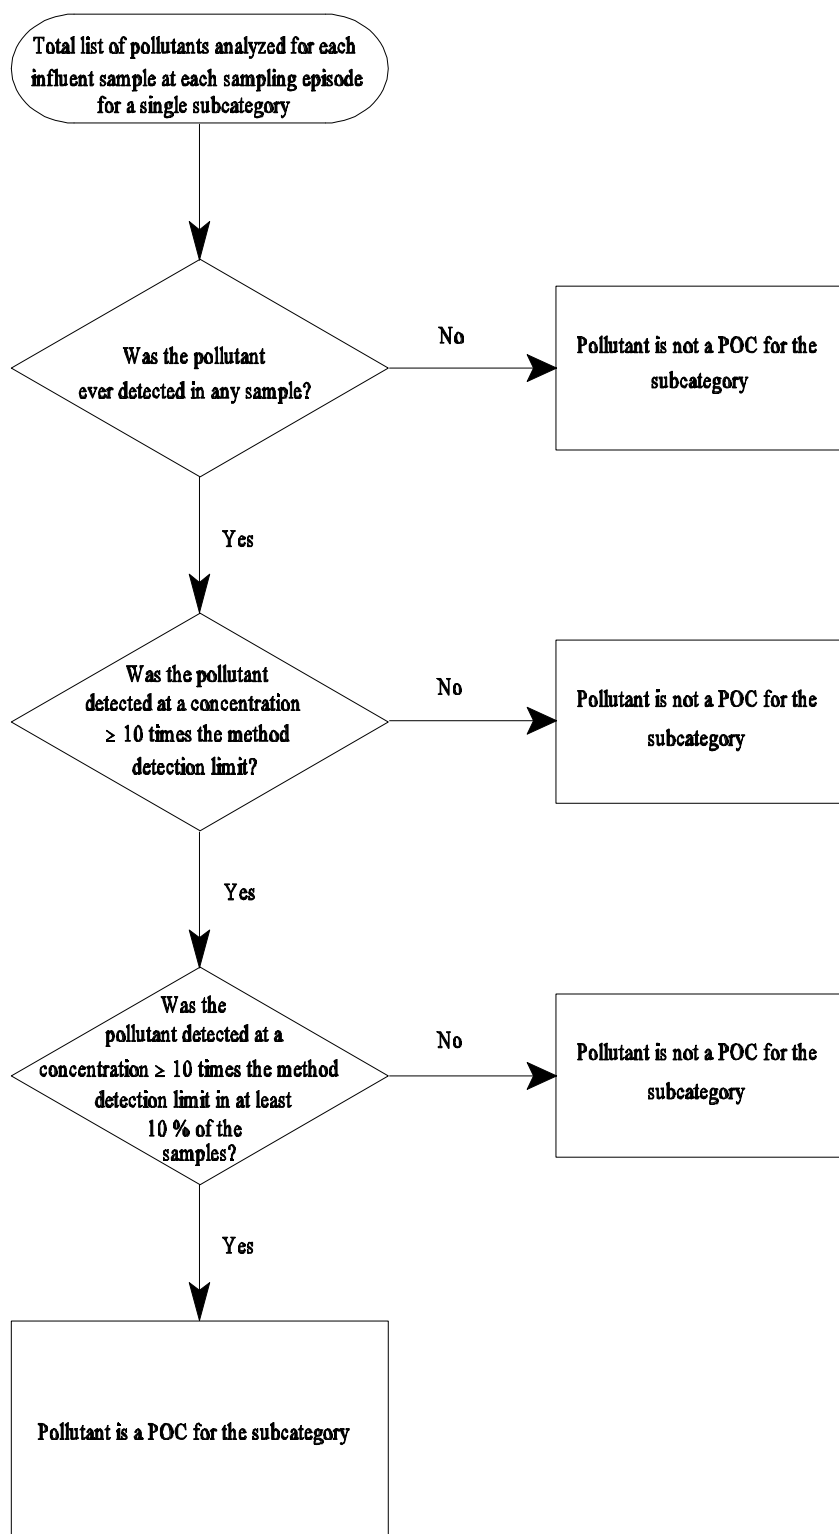 Total list of pollutants analyzed for each
influent sample at each sampling episode
for a single subcategory
Was the pollutant
ever detected in any sample?
No
Pollutant is not a POC for the
subcategory
Yes
Was the pollutant
detected at a concentration
≥ 10 times the method
detection limit?
No
Pollutant is not a POC for the
subcategory
Yes
Was the
pollutant detected at a
concentration ≥ 10 times the method
detection limit in at least
10 % of the
samples?
No
Pollutant is not a POC for the
subcategory
Yes
Pollutant is a POC for the subcategory